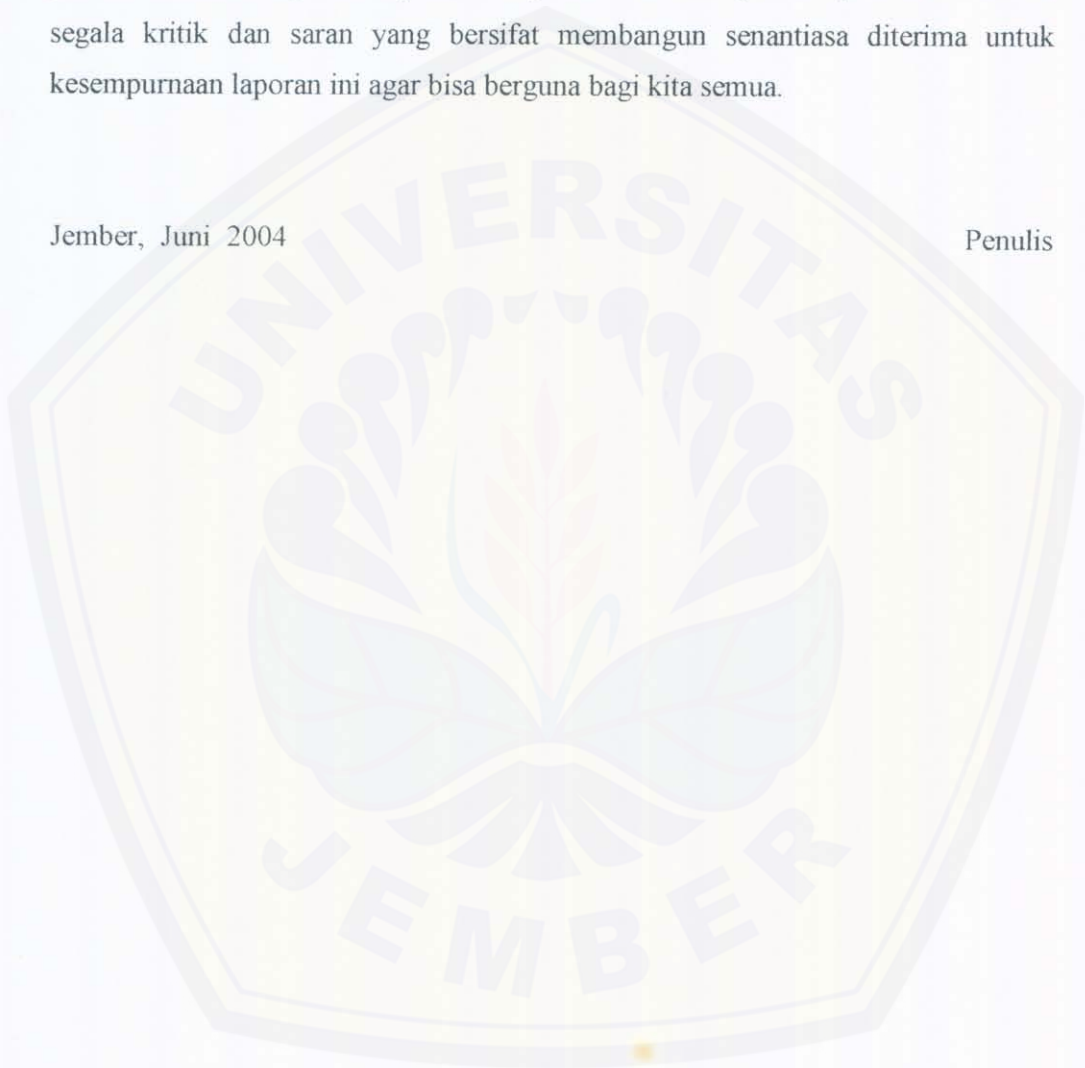 segala kritik dan saran yang bersifat membangun senantiasa diterima untuk
kesempurnaan laporan ini agar bisa berguna bagi kita semua.
Jember, Juni 2004 Penulis
UNIVERSITAS
JEMBER